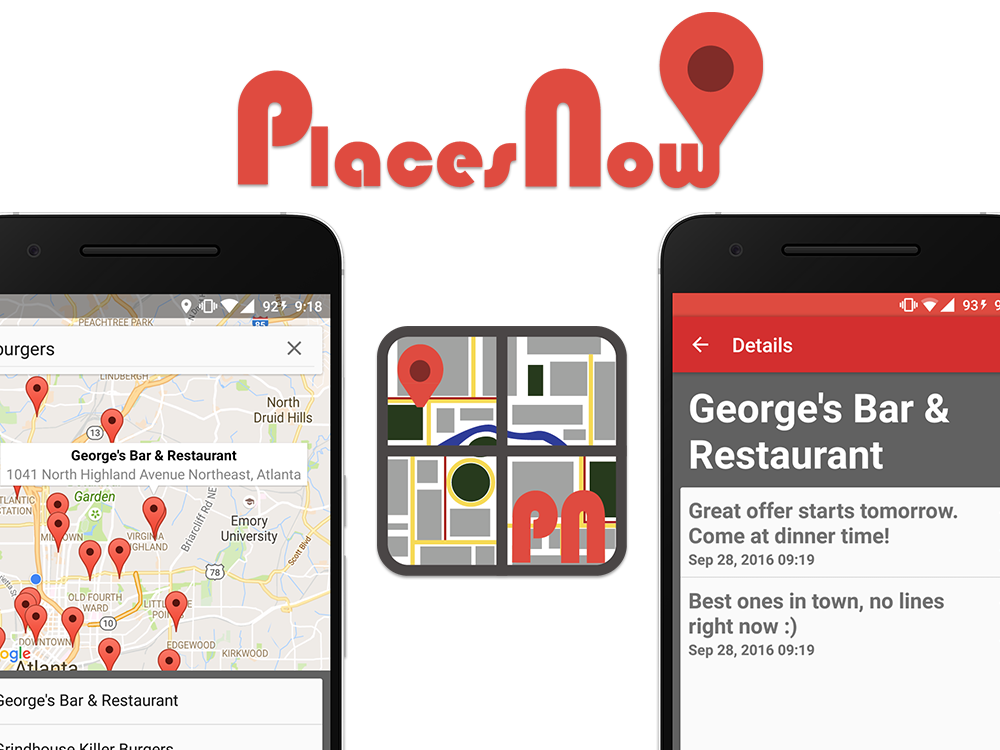 PlacesNow
92 9:18
PEACHTREE PARK
85
burgers
LINDBERGH
North
Druid Hills
13
George's Bar & Restaurant
1041 North Highland Avenue Northeast, Atlanta
ATLANTIC
STATION
Garden
MIDTOWN
VIRGINIA
HIGHLAND
Briarcliff Rd NE
Emory
University
Scott Blvd
78
OLD FOURTH
WARD
LITTLE
10
DOWNTOWN
EDGEWOOD
KIRKWOOD
ogle
Atlanta
George's Bar & Restaurant
Grindhouse Killer Burgers
PN
93 9
Details
George's Bar &
Restaurant
Great offer starts tomorrow.
Come at dinner time!
Sep 28, 2016 09:19
Best ones in town, no lines
right now :)
Sep 28, 2016 09:19